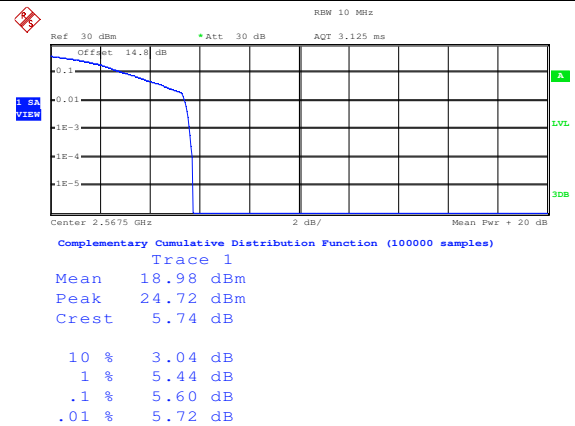 RBW 10 MHz
Ref 30 dBm * Att 30 dB AQT 3.125 ms
Offset 14.8 dB
0.1
A
0.01
1 SA
VIEW
1E-3
LVL
1E-4
1E-5
3DB
Center 2.5675 GHz 2 dB/ Mean Pwr + 20 dB
Complementary Cumulative Distribution Function (100000 samples)
Trace 1
Mean 18.98 dBm
Peak 24.72 dBm
Crest 5.74 dB
10 % 3.04 dB
1 % 5.44 dB
.1 % 5.60 dB
.01 % 5.72 dB